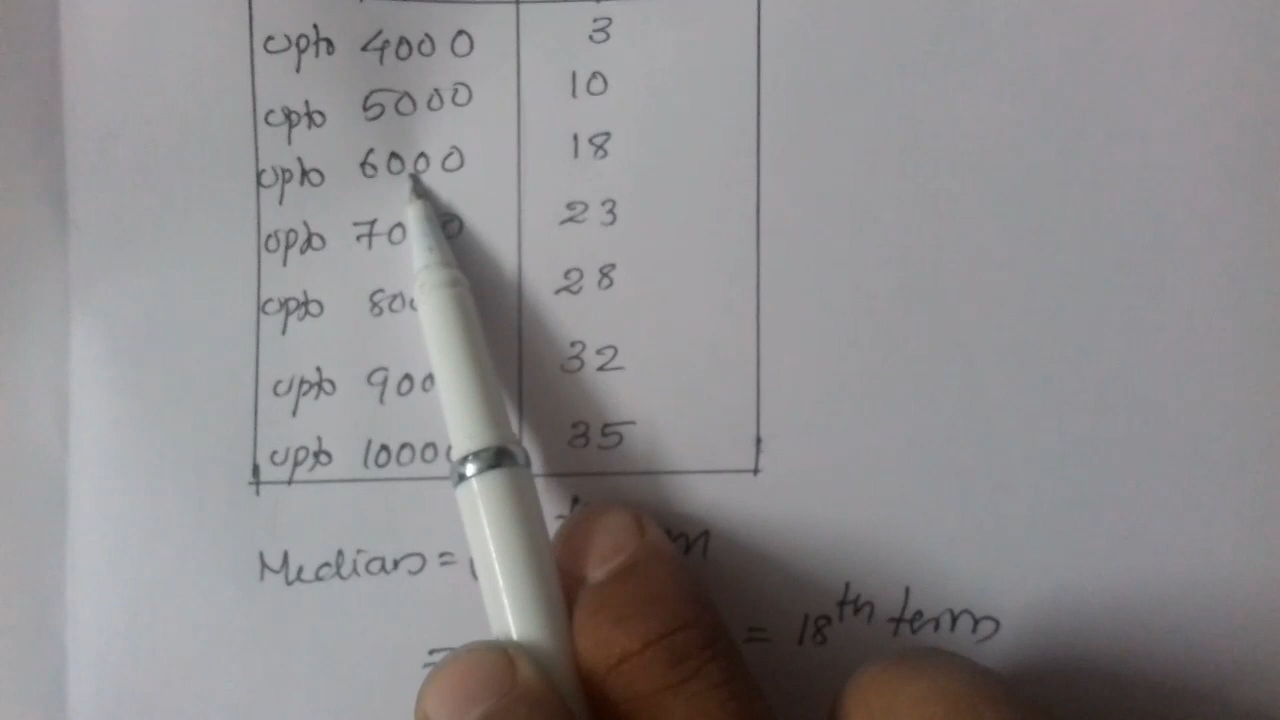 upto 4000 3
upto 5000 10
upto 6000 18
upto 70 0 23
upto 80 28
upto 900 32
upto 1000 35
Median =
= = 18th term